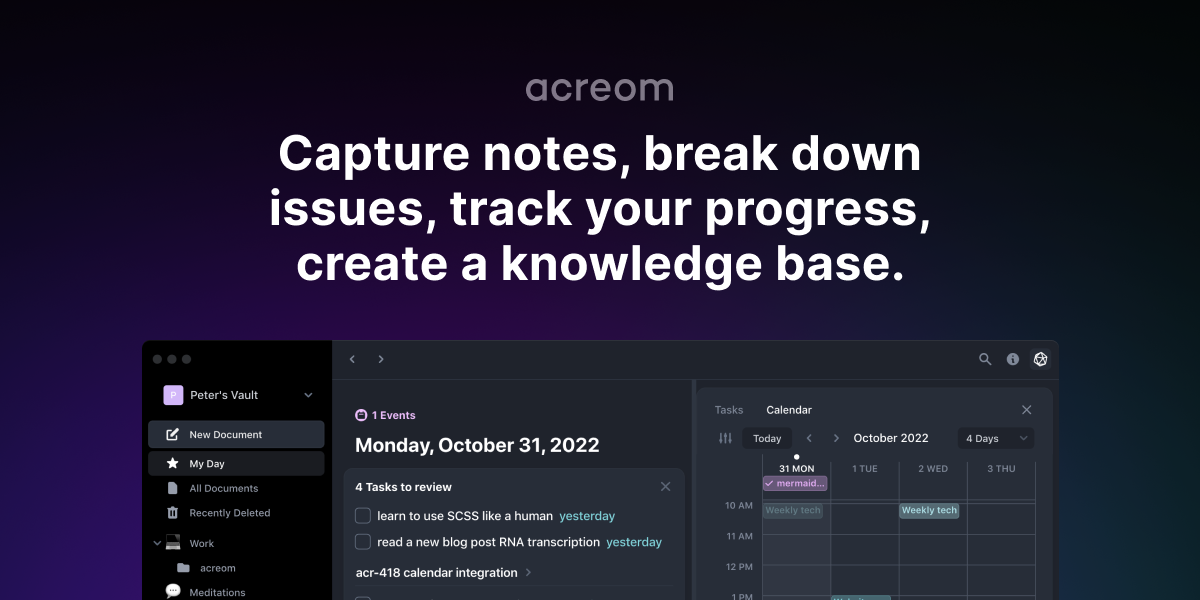 acreom
Capture notes, break down
issues, track your progress,
create a knowledge base.
P
Peter's Vault
New Document
My Day
All Documents
Recently Deleted
Work
acreom
Meditations
1 Events
Monday, October 31, 2022
4 Tasks to review
learn to use SCSS like a human yesterday
read a new blog post RNA transcription yesterday
acr-418 calendar integration
Tasks Calendar
Today October 2022 4 Days
31 MON 1 TUE 2 WED 3 THU
mermaid...
10 AM Weekly tech Weekly tech
11 AM
12 PM
1 PM